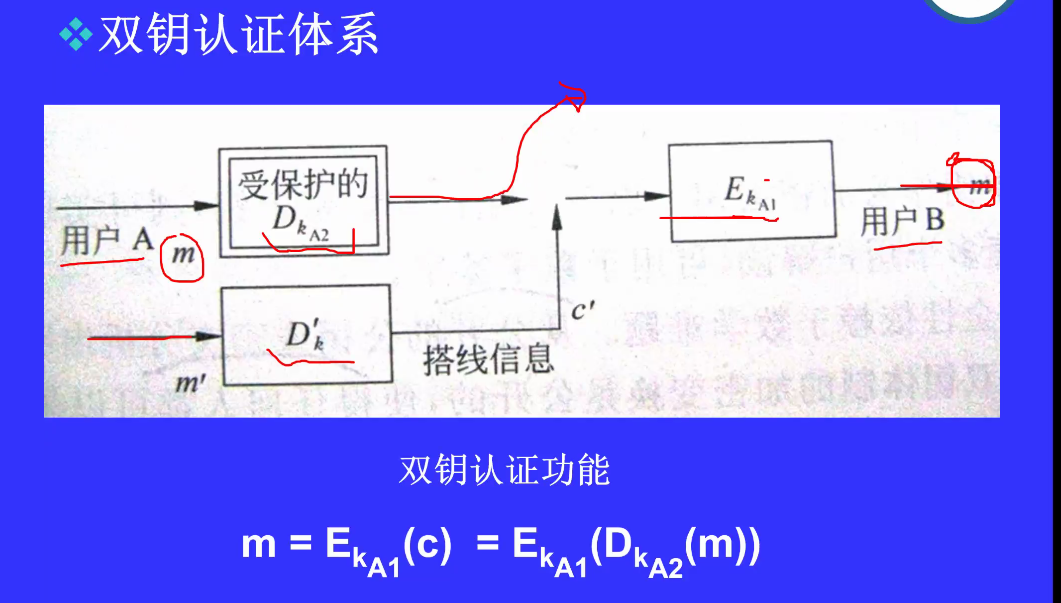 双钥认证体系
受保护的
D_{k_{A2}}
E_{k_{A1}}
用户 A
m
m
用户 B
D'_k
c'
搭线信息
m'
双钥认证功能
m = E_{k_{A1}}(c) = E_{k_{A1}}(D_{k_{A2}}(m))